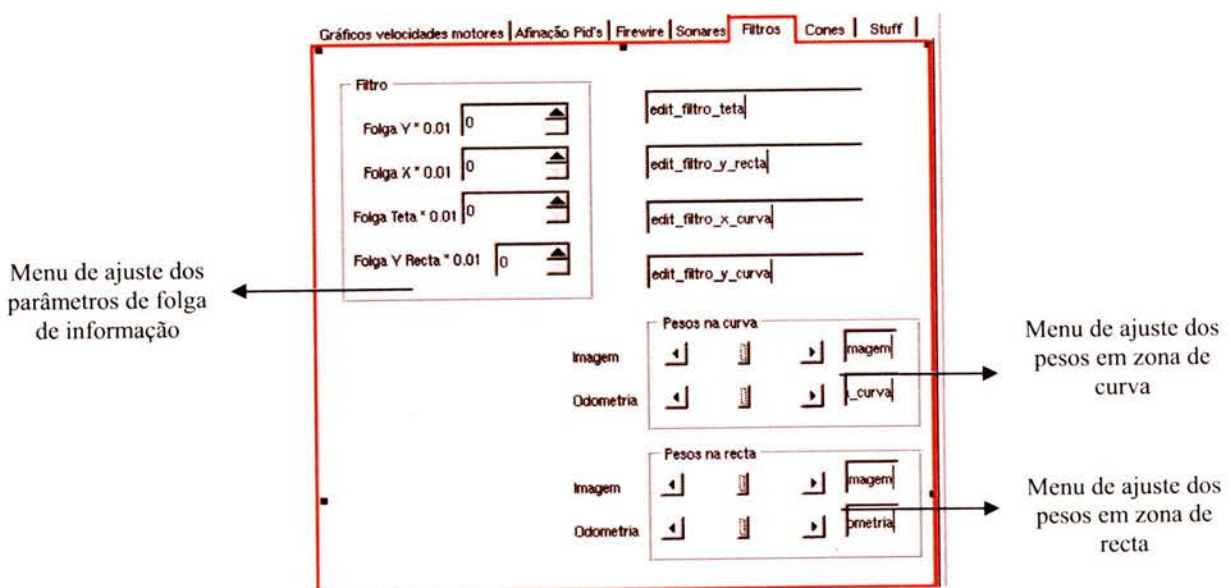 Gráficos velocidades motores Afinação Pid's Firewire Sonares Filtros Cones Stuff
Filtro
Folga Y * 0.01 0
Folga X * 0.01 0
Folga Teta * 0.01 0
Folga Y Recta * 0.01 0
edit_filtro_teta
edit_filtro_y_recta
edit_filtro_x_curva
edit_filtro_y_curva
Menu de ajuste dos
parâmetros de folga
de informação
Pesos na curva
Imagem magem
Odometria _curva
Menu de ajuste dos
pesos em zona de
curva
Pesos na recta
Imagem magem
Odometria ometria
Menu de ajuste dos
pesos em zona de
recta